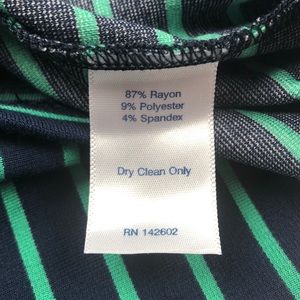 87% Rayon
9% Polyester
4% Spandex
Dry Clean Only
RN 142602